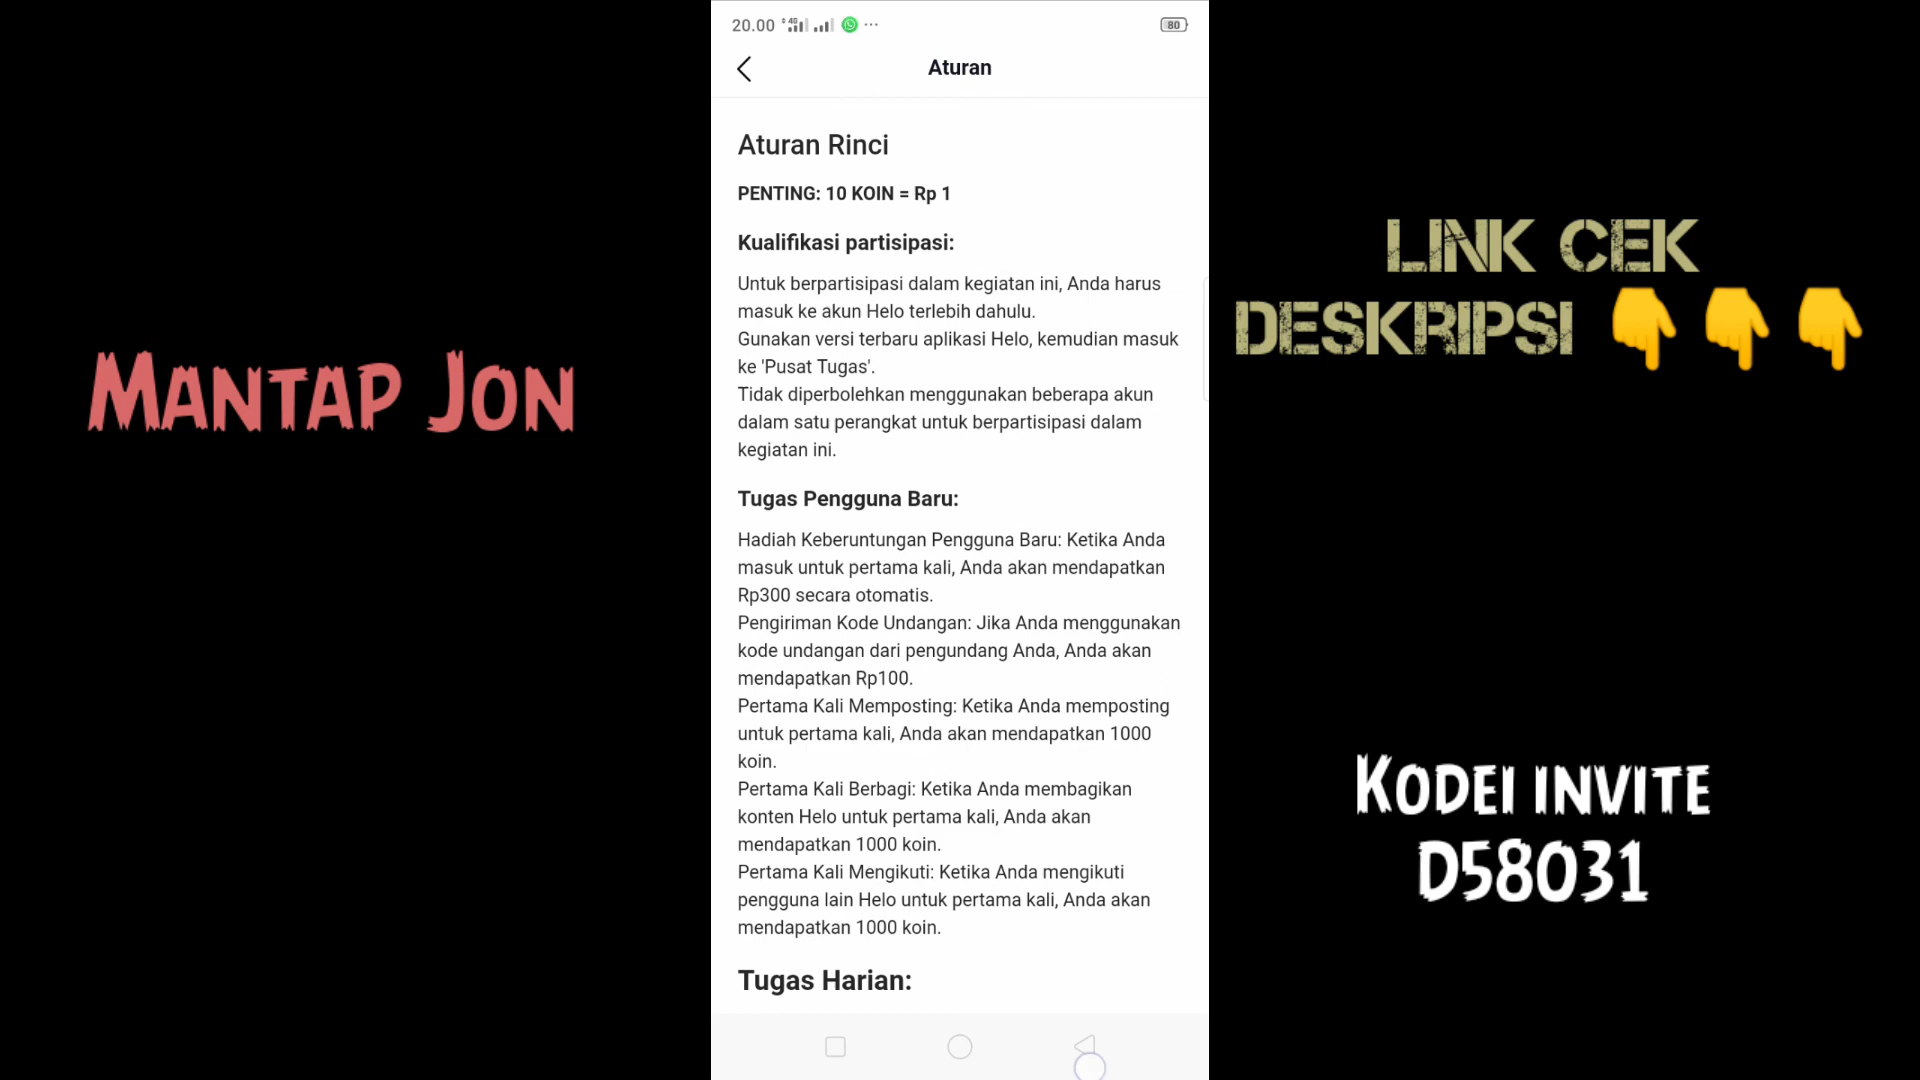 20.00 4G 80
Aturan
Aturan Rinci
PENTING: 10 KOIN = Rp 1
Kualifikasi partisipasi:
Untuk berpartisipasi dalam kegiatan ini, Anda harus
masuk ke akun Helo terlebih dahulu.
Gunakan versi terbaru aplikasi Helo, kemudian masuk
ke 'Pusat Tugas'.
Tidak diperbolehkan menggunakan beberapa akun
dalam satu perangkat untuk berpartisipasi dalam
kegiatan ini.
Tugas Pengguna Baru:
Hadiah Keberuntungan Pengguna Baru: Ketika Anda
masuk untuk pertama kali, Anda akan mendapatkan
Rp300 secara otomatis.
Pengiriman Kode Undangan: Jika Anda menggunakan
kode undangan dari pengundang Anda, Anda akan
mendapatkan Rp100.
Pertama Kali Memposting: Ketika Anda memposting
untuk pertama kali, Anda akan mendapatkan 1000
koin.
Pertama Kali Berbagi: Ketika Anda membagikan
konten Helo untuk pertama kali, Anda akan
mendapatkan 1000 koin.
Pertama Kali Mengikuti: Ketika Anda mengikuti
pengguna lain Helo untuk pertama kali, Anda akan
mendapatkan 1000 koin.
Tugas Harian:
MANTAP JON
LINK CEK
DESKRIPSI 👇👇👇
KODEI INVITE
D58031